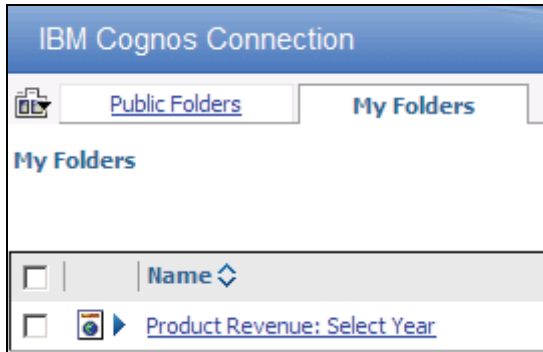 IBM Cognos Connection
Public Folders My Folders
My Folders
Name
Product Revenue: Select Year